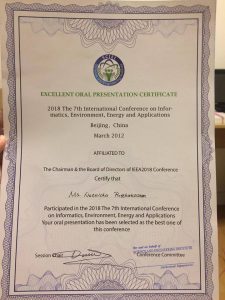 EXCELLENT ORAL PRESENTATION CERTIFICATE
2018 The 7th International Conference on Infor-
matics, Environment, Energy and Applications
Beijing, China
March 2012
AFFILIATED TO
The Chairman & the Board of Directors of IEEA2018 Conference
Certify that
Participated in the 2018 The 7th International Conference
on Informatics, Environment, Energy and Applications
Your oral presentation has been selected as the best one of
this conference
Session Chair
Conference Committee